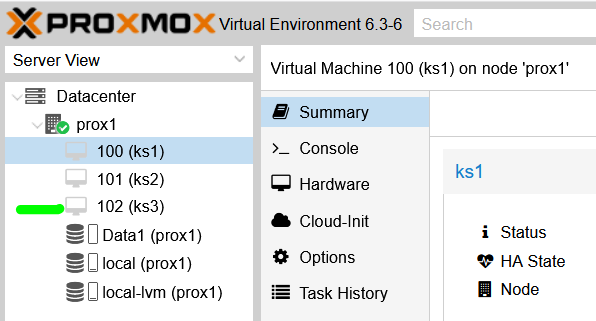 PROXMOX Virtual Environment 6.3-6 Search
Server View
Datacenter
prox1
100 (ks1)
101 (ks2)
102 (ks3)
Data1 (prox1)
local (prox1)
local-lvm (prox1)
Virtual Machine 100 (ks1) on node 'prox1'
Summary
Console
Hardware
Cloud-Init
Options
Task History
ks1
Status
HA State
Node